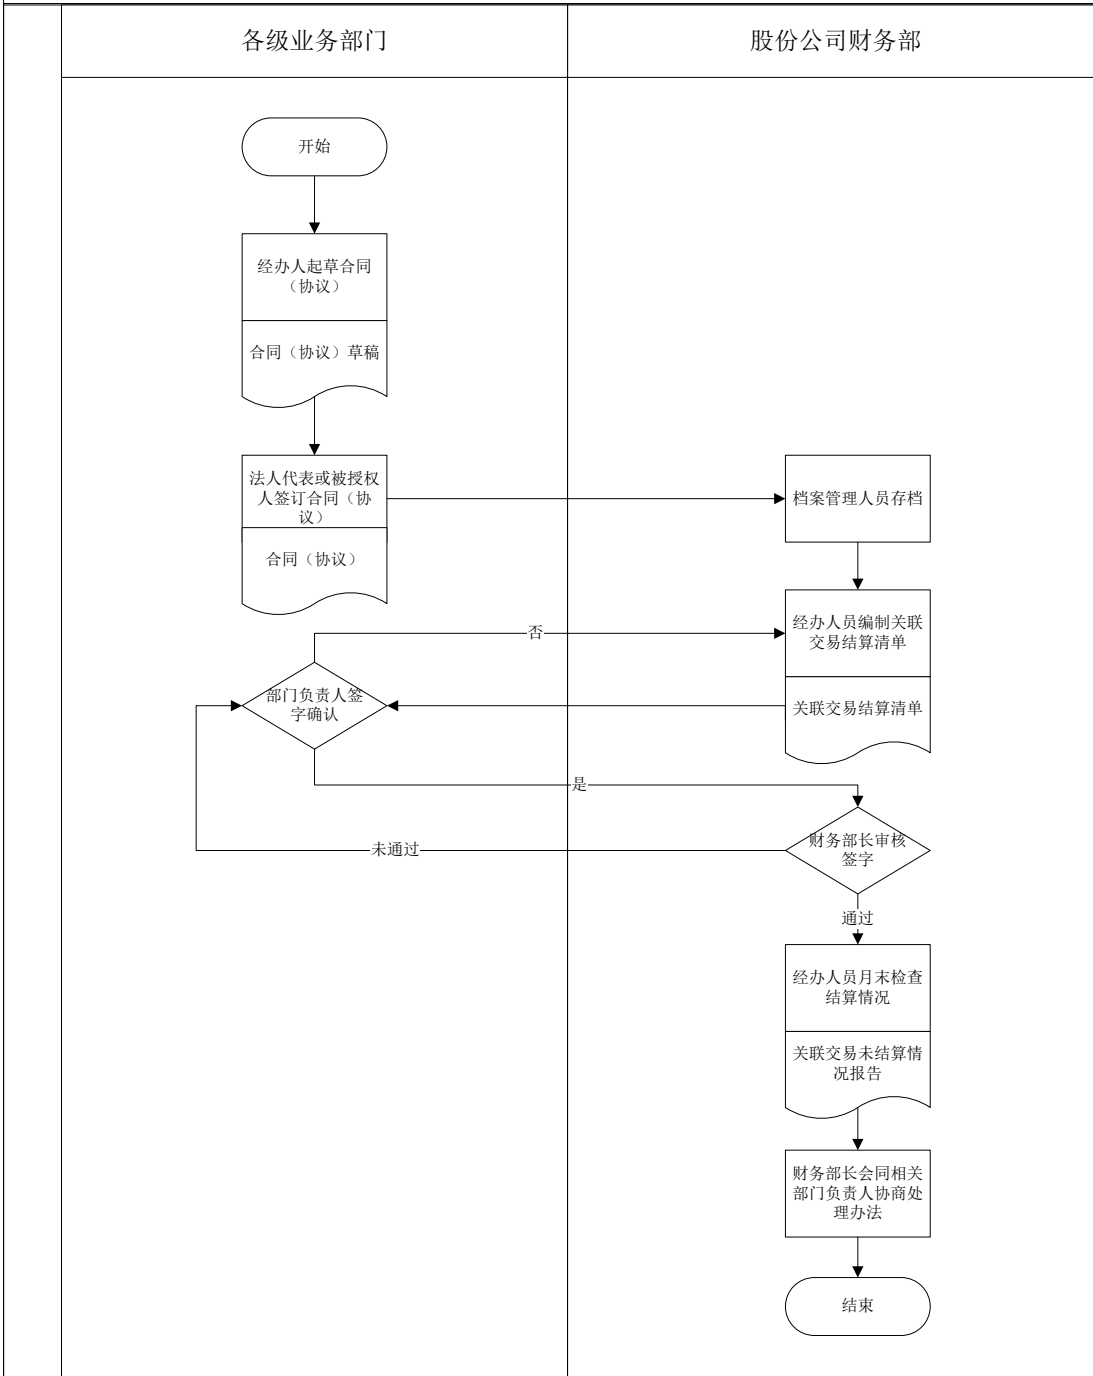 各级业务部门
股份公司财务部
开始
经办人起草合同
（协议）
合同（协议）草稿
法人代表或被授权
人签订合同（协
议）
合同（协议）
档案管理人员存档
经办人员编制关联
交易结算清单
关联交易结算清单
否
部门负责人签
字确认
是
财务部长审核
签字
未通过
通过
经办人员月末检查
结算情况
关联交易未结算情
况报告
财务部长会同相关
部门负责人协商处
理办法
结束